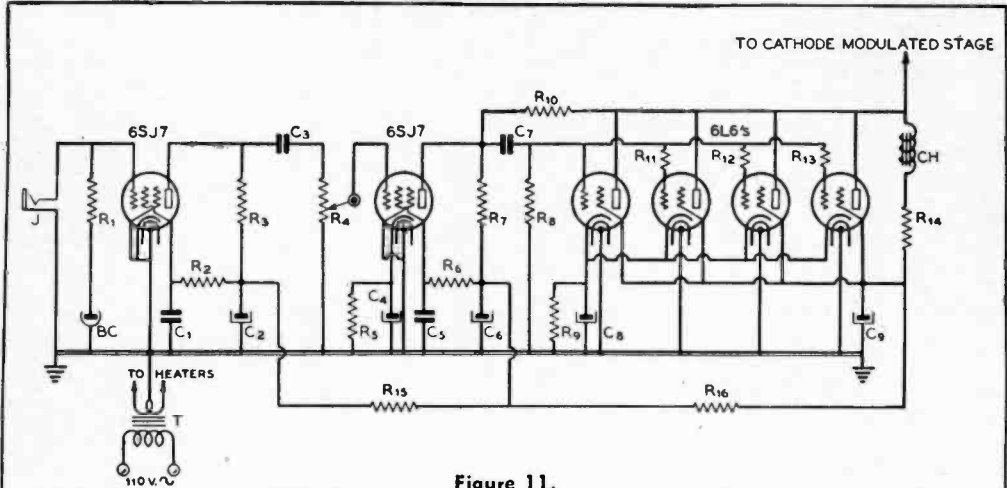 TO CATHODE MODULATED STAGE
R10
6SJ7
C3
6SJ7
C7
6L6's
R11
R12
R13
CH
J
R1
R3
R4
R7
R8
R14
R2
R6
C4
BC
C1
C2
R5
C5
C6
R9
C8
C9
TO HEATERS
R15
R16
T
110 V.~
Figure 11.